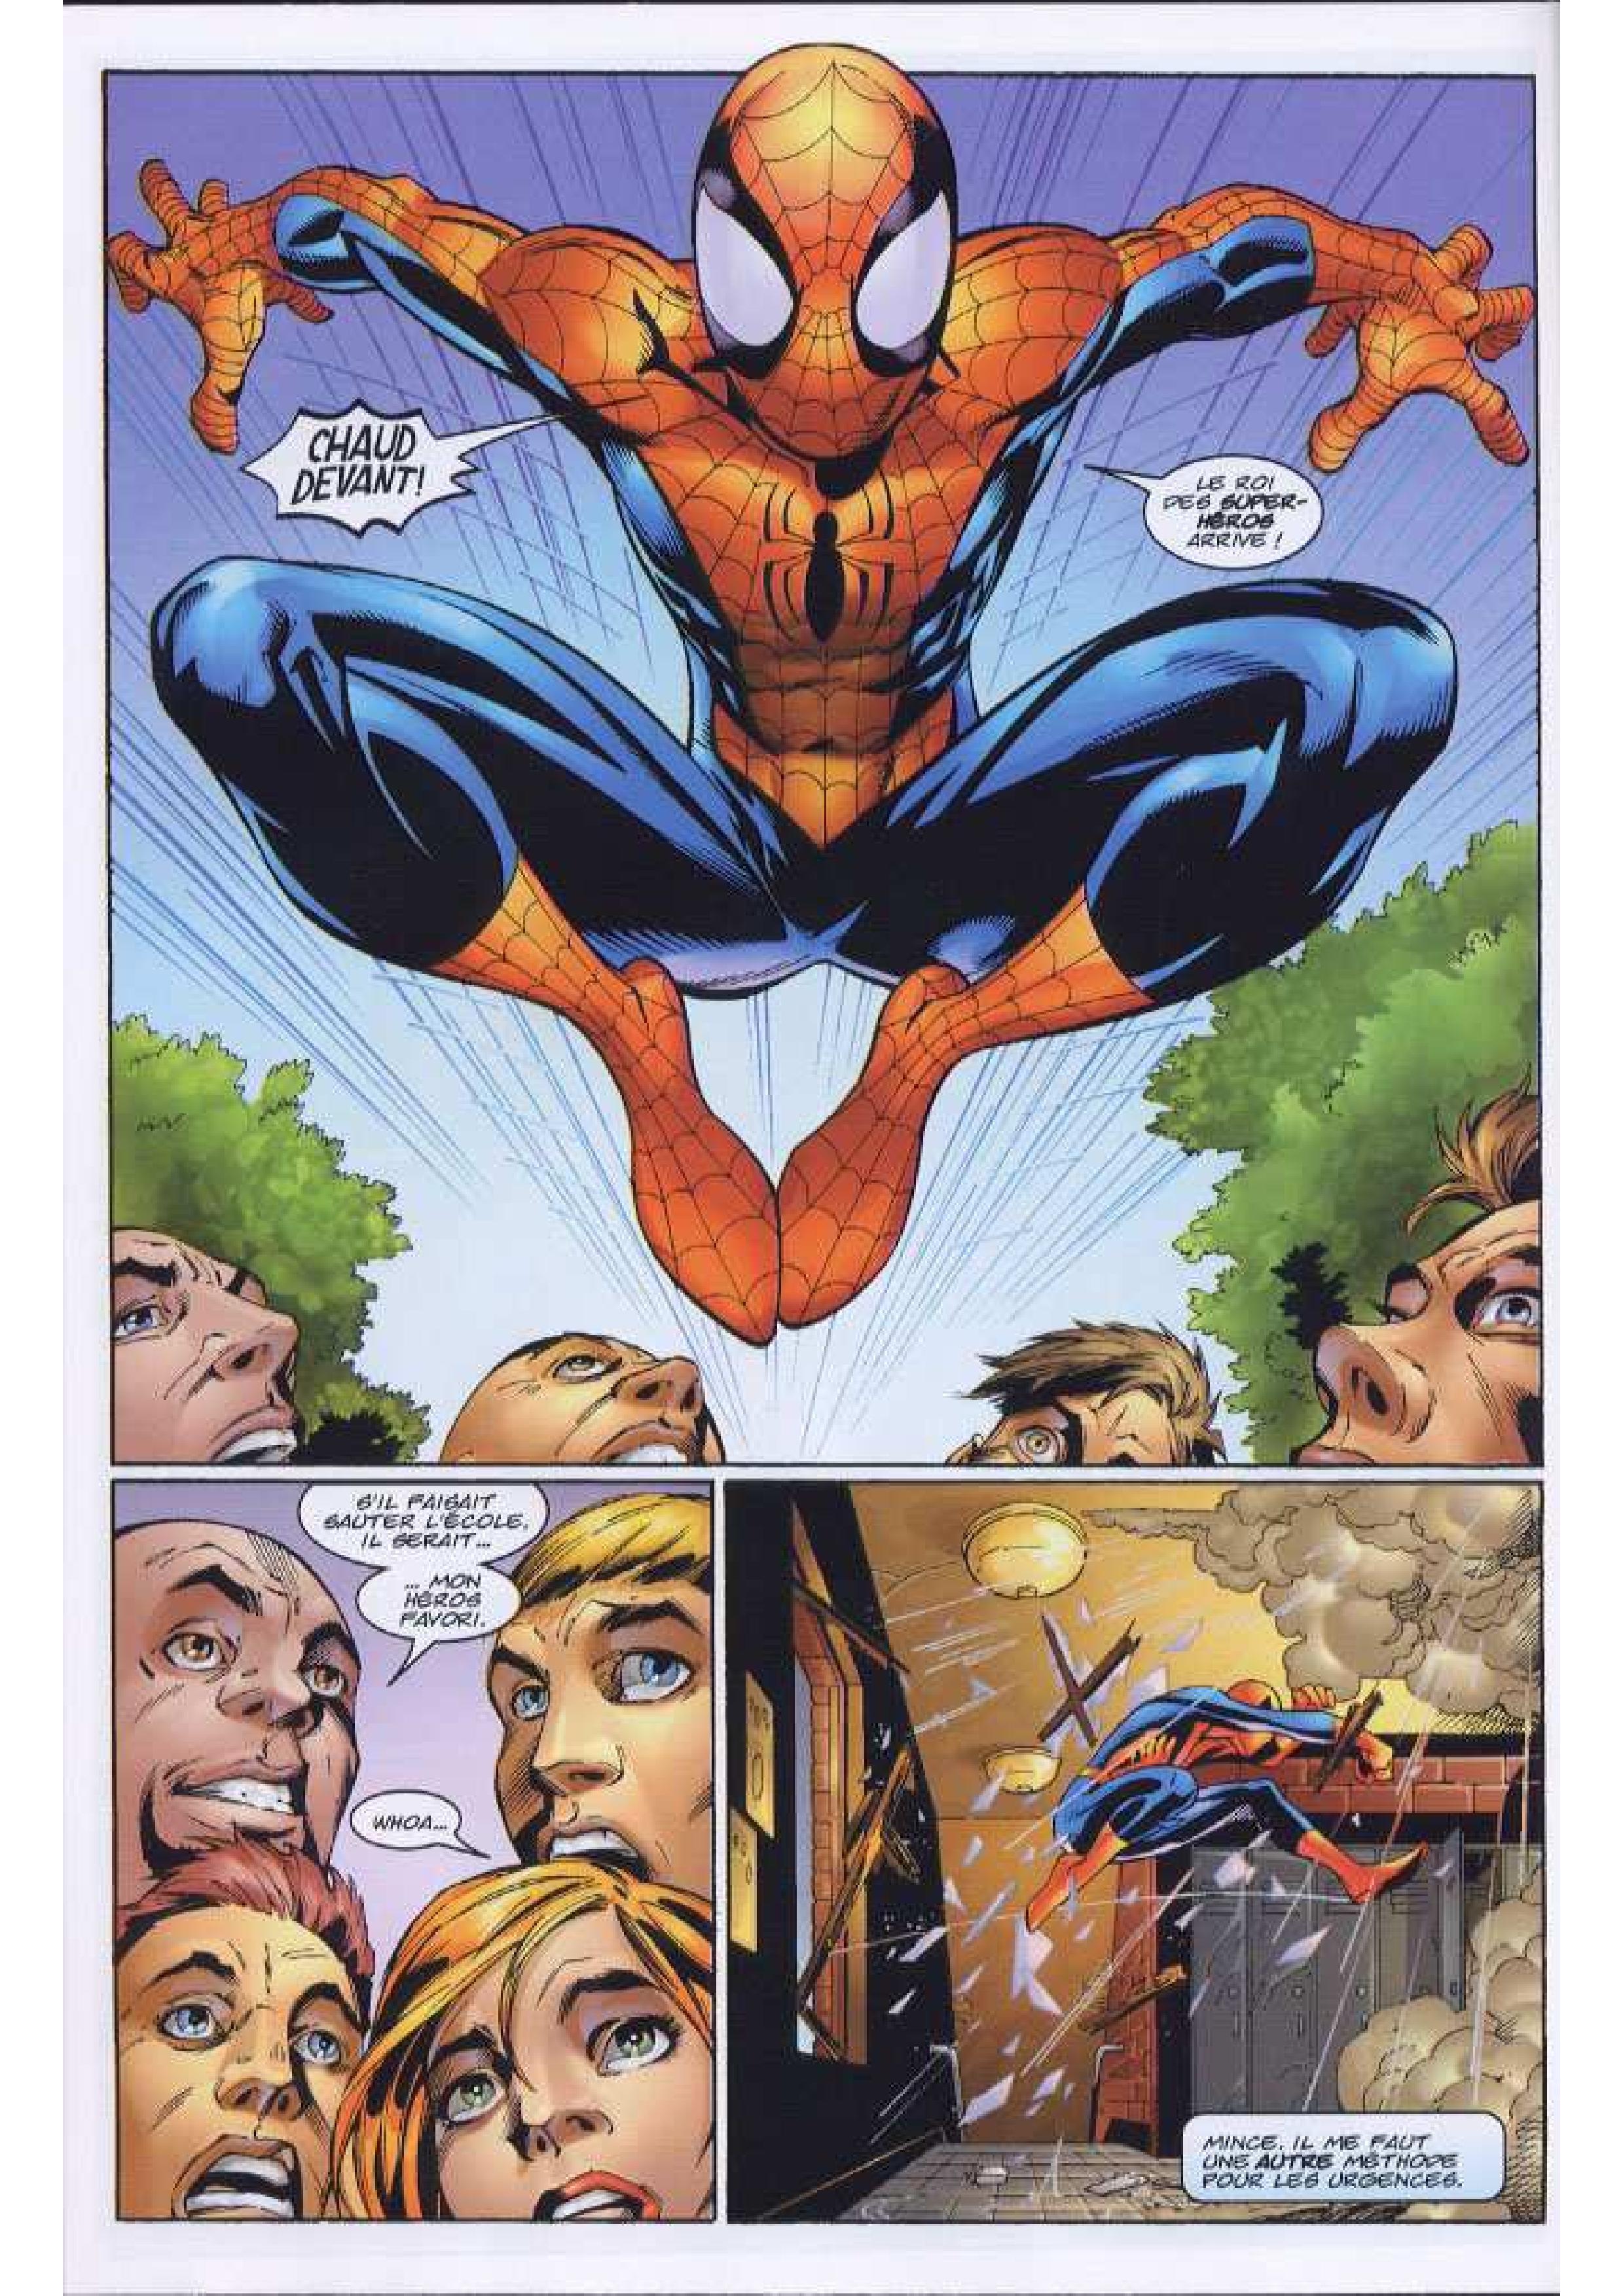 CHAUD
DEVANT!
LE ROI
DES SUPER-
HÉROS
ARRIVE !
S'IL FAISAIT
SAUTER L'ÉCOLE,
IL SERAIT...
... MON
HÉROS
FAVORI.
WHOA...
MINCE. IL ME FAUT
UNE AUTRE MÉTHODE
POUR LES URGENCES.